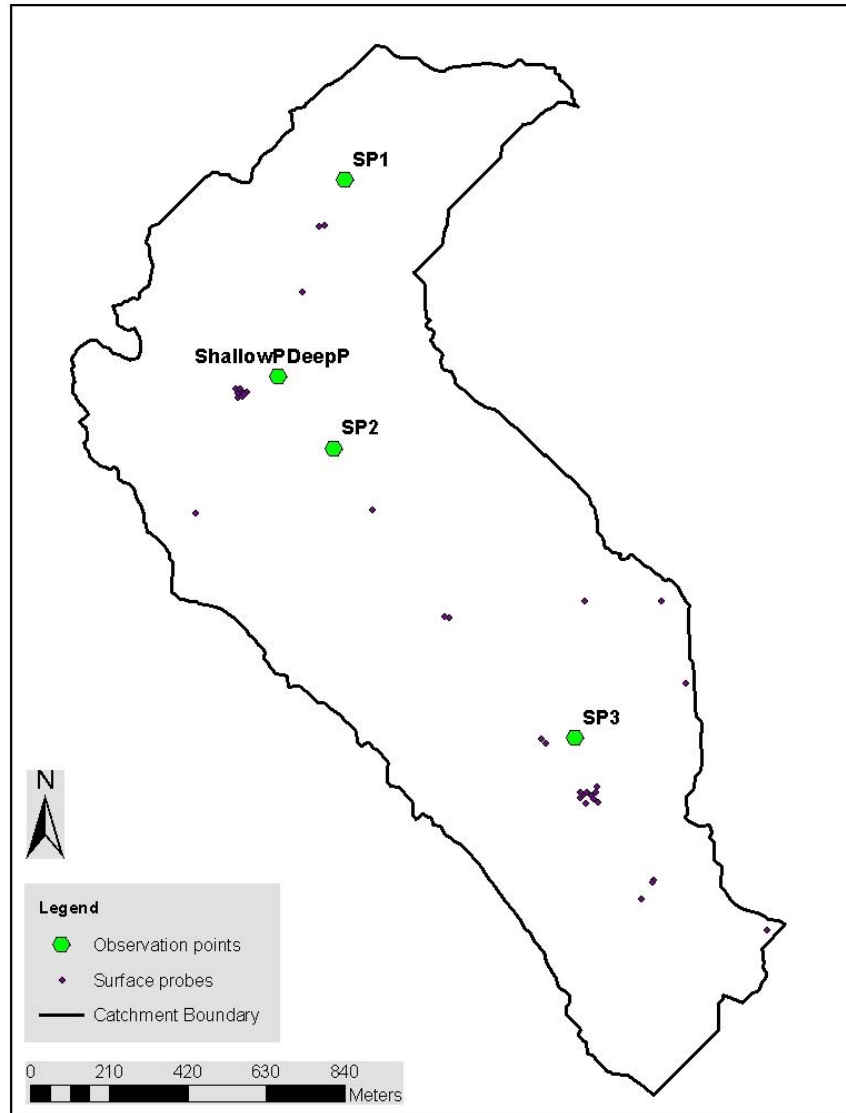 SP1
ShallowPDeepP
SP2
SP3
N
Legend
Observation points
Surface probes
Catchment Boundary
0 210 420 630 840
Meters